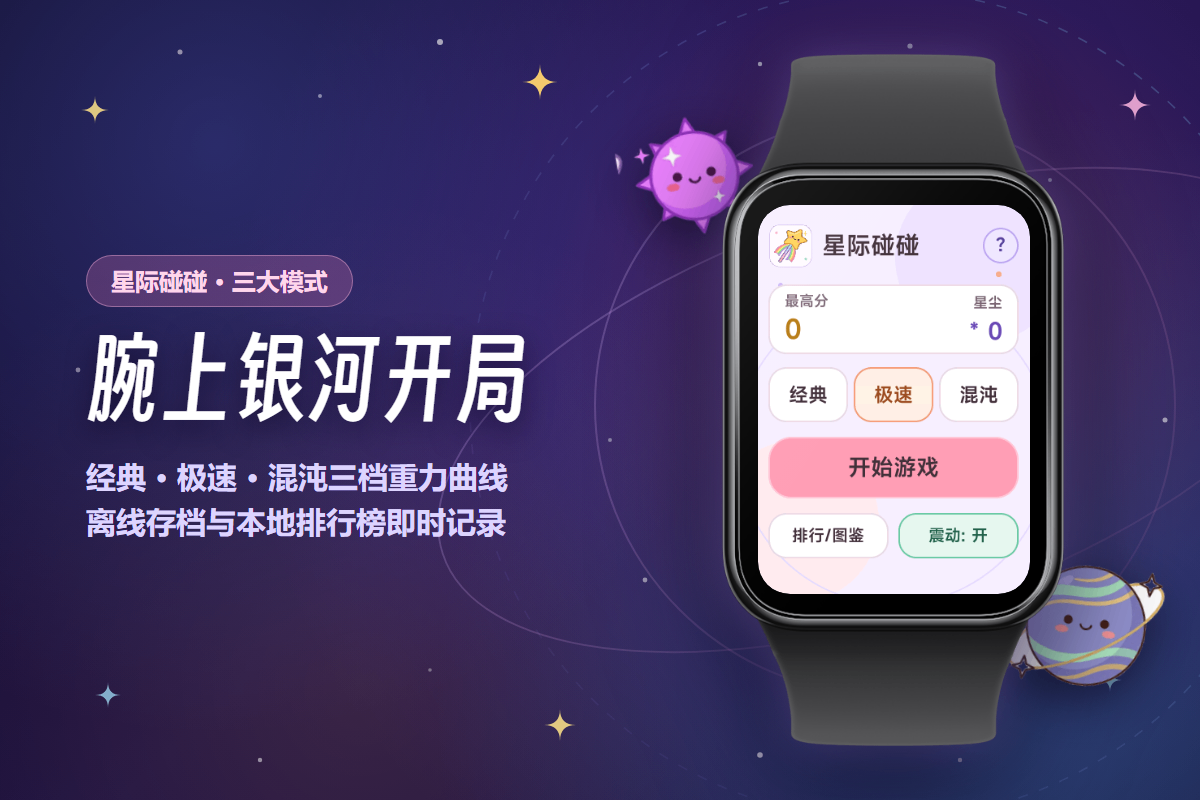 星际碰碰 • 三大模式
腕上银河开局
经典 • 极速 • 混沌三档重力曲线
离线存档与本地排行榜即时记录
星际碰碰
?
最高分
星尘
0
* 0
经典
极速
混沌
开始游戏
排行/图鉴
震动: 开